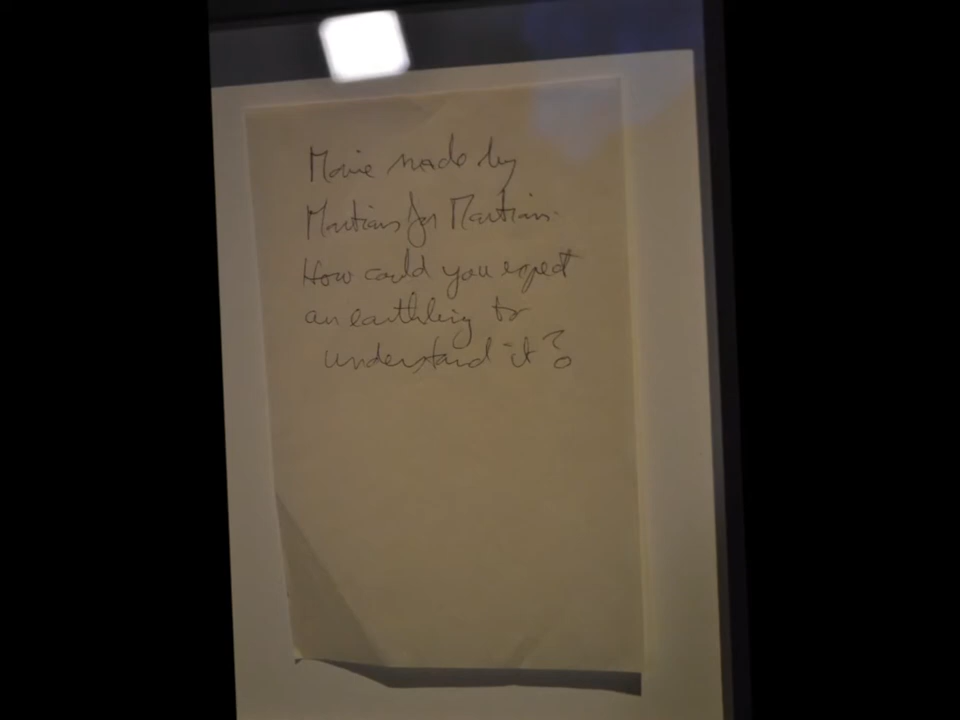 Movie made by
Martians for Martians.
How could you expect
an earthling to
understand it?